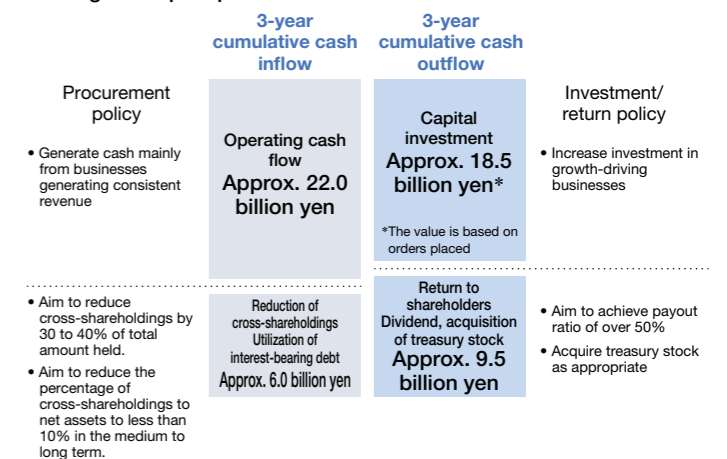 3-year
cumulative cash
inflow
3-year
cumulative cash
outflow
Procurement
policy
• Generate cash mainly
from businesses
generating consistent
revenue
Operating cash
flow
Approx. 22.0
billion yen
Capital
investment
Approx. 18.5
billion yen*
*The value is based on
orders placed
Investment/
return policy
• Increase investment in
growth-driving
businesses
• Aim to reduce
cross-shareholdings by
30 to 40% of total
amount held.
• Aim to reduce the
percentage of
cross-shareholdings to
net assets to less than
10% in the medium to
long term.
Reduction of
cross-shareholdings
Utilization of
interest-bearing debt
Approx. 6.0 billion yen
Return to
shareholders
Dividend, acquisition
of treasury stock
Approx. 9.5
billion yen
• Aim to achieve payout
ratio of over 50%
• Acquire treasury stock
as appropriate